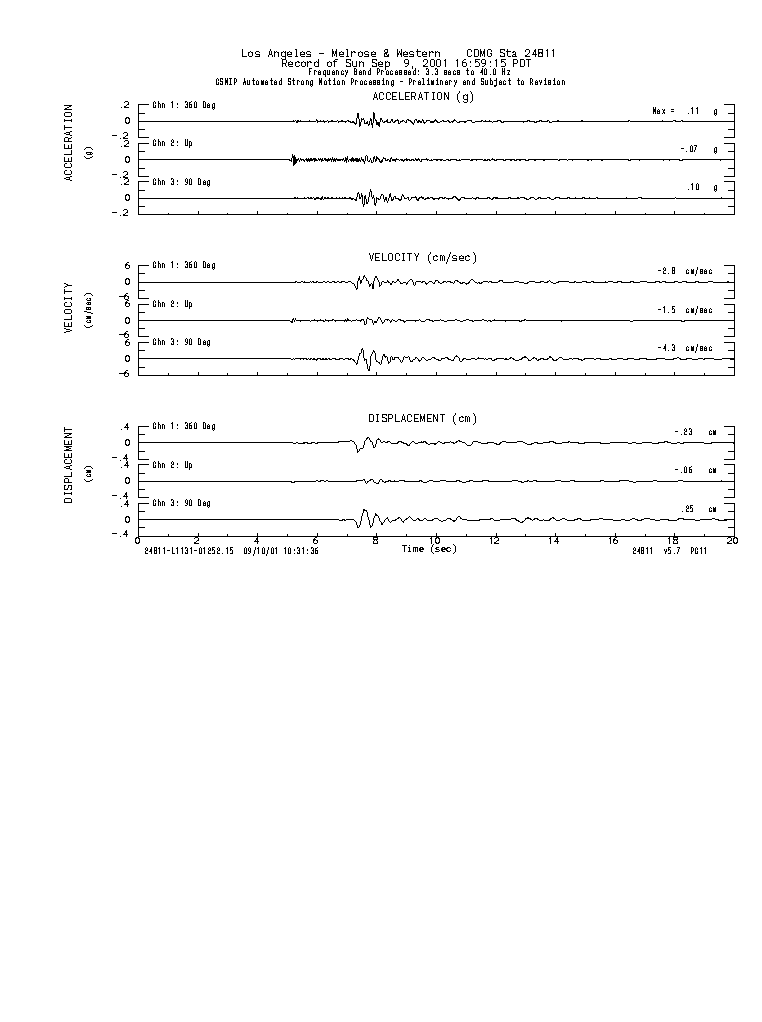 Los Angeles - Melrose & Western    CDMG Sta 24811
Record of Sun Sep  9, 2001 16:59:15 PDT
Frequency Band Processed: 3.3 secs to 40.0 Hz
CSMIP Automated Strong Motion Processing - Preliminary and Subject to Revision
ACCELERATION (g)
ACCELERATION
(g)
.2 Chn 1: 360 Deg Max = .11 g
0
-.2
.2 Chn 2: Up -.07 g
0
-.2
.2 Chn 3: 90 Deg .10 g
0
-.2
VELOCITY (cm/sec)
VELOCITY
(cm/sec)
6 Chn 1: 360 Deg -2.8 cm/sec
0
-6
6 Chn 2: Up -1.5 cm/sec
0
-6
6 Chn 3: 90 Deg -4.3 cm/sec
0
-6
DISPLACEMENT (cm)
DISPLACEMENT
(cm)
.4 Chn 1: 360 Deg -.23 cm
0
-.4
.4 Chn 2: Up -.06 cm
0
-.4
.4 Chn 3: 90 Deg .25 cm
0
-.4
0 2 4 6 8 10 12 14 16 18 20
Time (sec)
24811-L1131-01252.15  09/10/01 10:31:36
24811  v5.7  PC11